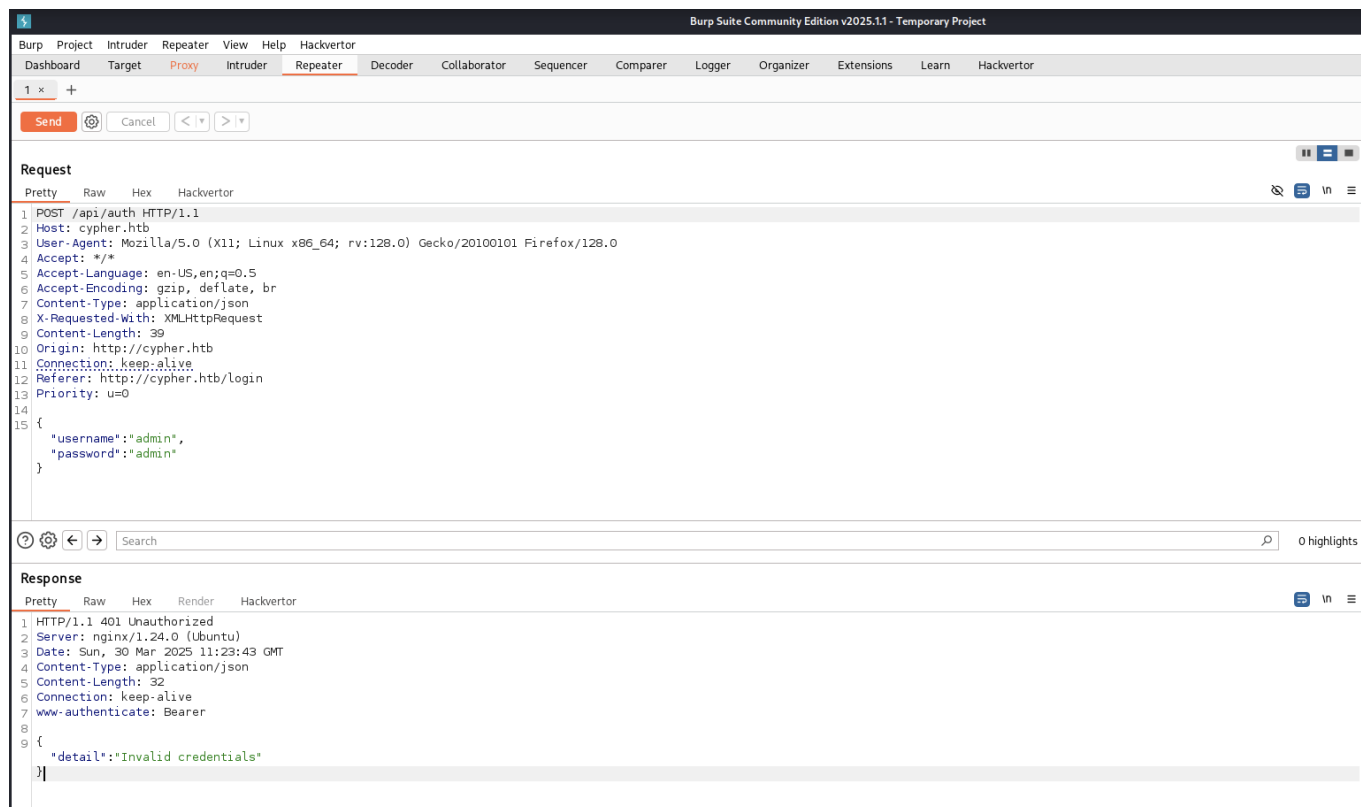 Burp Suite Community Edition v2025.1.1 - Temporary Project
Burp Project Intruder Repeater View Help Hackvertor
Dashboard Target Proxy Intruder Repeater Decoder Collaborator Sequencer Comparer Logger Organizer Extensions Learn Hackvertor
1 × +
Send Cancel < >
Request
Pretty Raw Hex Hackvertor \n
1 POST /api/auth HTTP/1.1
2 Host: cypher.htb
3 User-Agent: Mozilla/5.0 (X11; Linux x86_64; rv:128.0) Gecko/20100101 Firefox/128.0
4 Accept: */*
5 Accept-Language: en-US,en;q=0.5
6 Accept-Encoding: gzip, deflate, br
7 Content-Type: application/json
8 X-Requested-With: XMLHttpRequest
9 Content-Length: 39
10 Origin: http://cypher.htb
11 Connection: keep-alive
12 Referer: http://cypher.htb/login
13 Priority: u=0
14
15 {
"username":"admin",
"password":"admin"
}
? Search 0 highlights
Response
Pretty Raw Hex Render Hackvertor \n
1 HTTP/1.1 401 Unauthorized
2 Server: nginx/1.24.0 (Ubuntu)
3 Date: Sun, 30 Mar 2025 11:23:43 GMT
4 Content-Type: application/json
5 Content-Length: 32
6 Connection: keep-alive
7 www-authenticate: Bearer
8
9 {
"detail":"Invalid credentials"
}